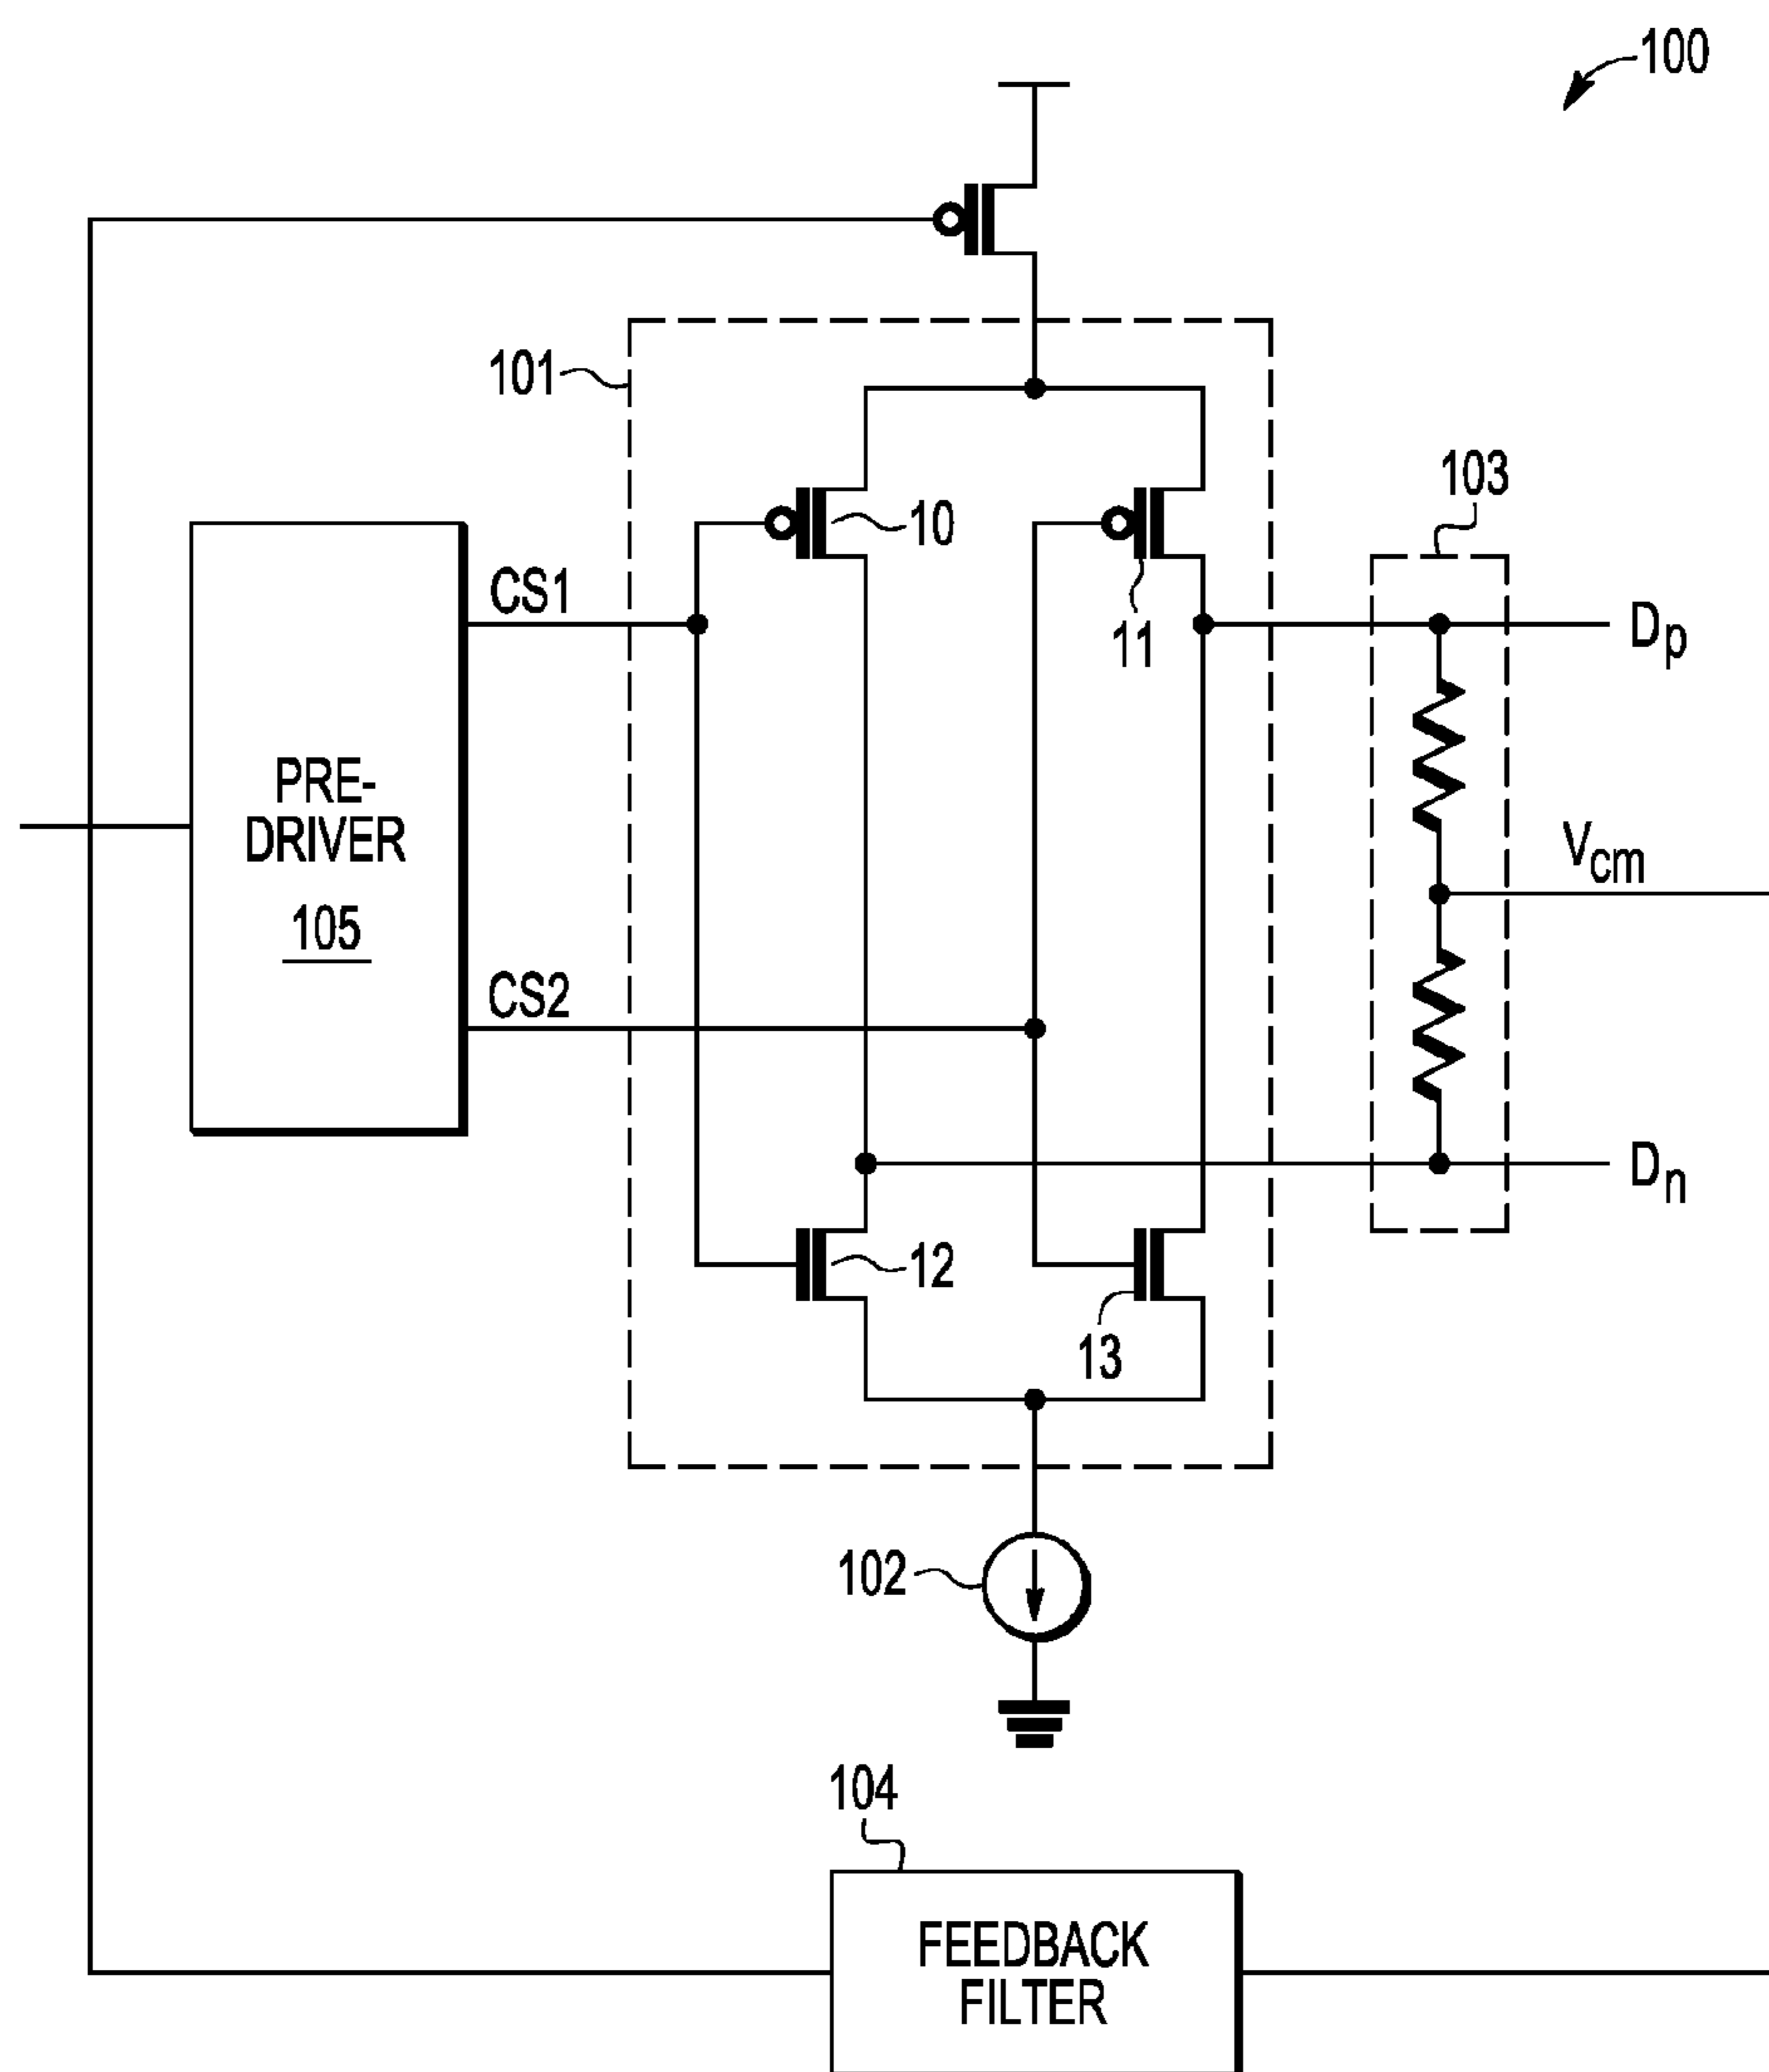 100
101
103
10
CS1
11
Dp
PRE-
DRIVER
105
Vcm
CS2
Dn
12
13
102
104
FEEDBACK
FILTER